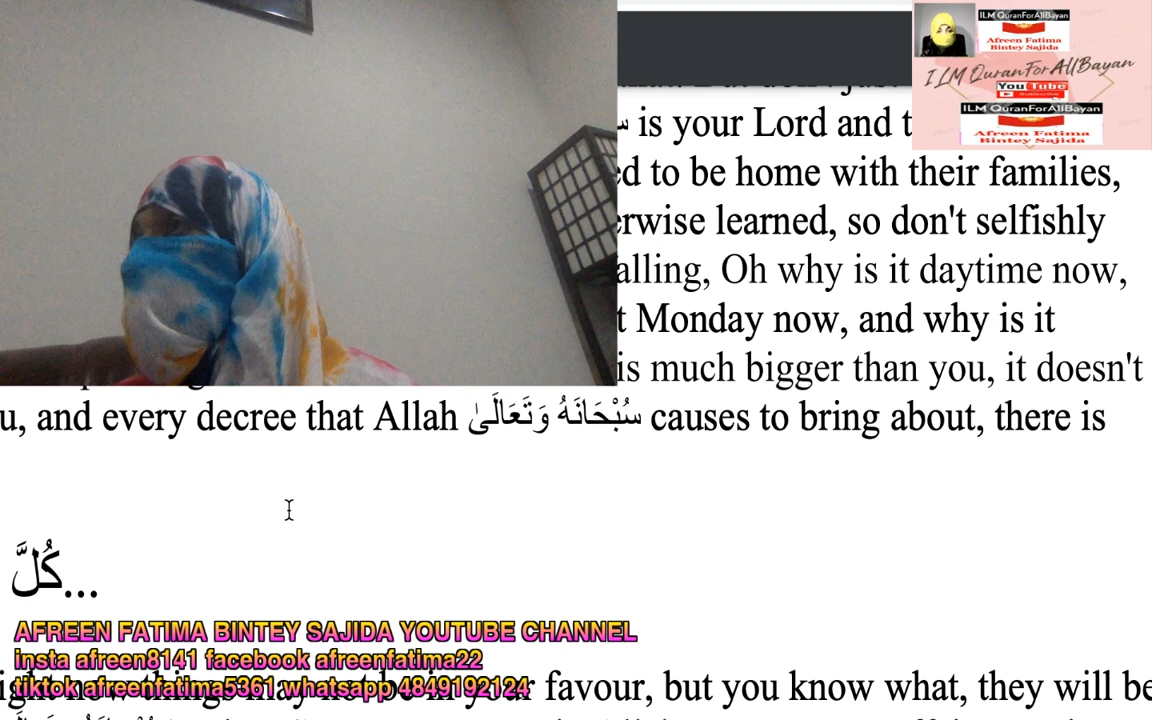 ILM QuranForAllBayan
Afreen Fatima
Bintey Sajida
ILM QuranForAllBayan
YouTube
ILM QuranForAllBayan
Afreen Fatima
Bintey Sajida
is your Lord and t
ed to be home with their families,
erwise learned, so don't selfishly
alling, Oh why is it daytime now,
t Monday now, and why is it
is much bigger than you, it doesn't
u, and every decree that Allah سُبْحَانَهُ وَتَعَالَىٰ causes to bring about, there is
كُلَّ...
AFREEN FATIMA BINTEY SAJIDA YOUTUBE CHANNEL
insta afreen8141 facebook afreenfatima22
tiktok afreenfatima5361 whatsapp 4849192124
favour, but you know what, they will be